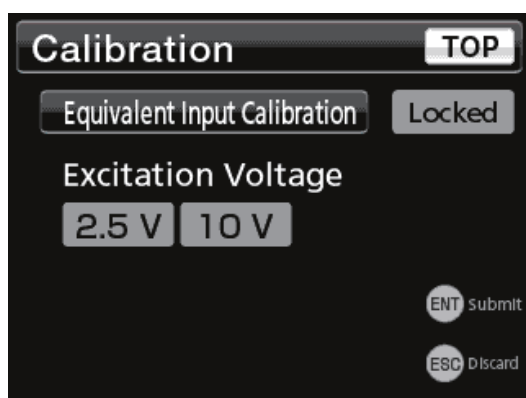 Calibration TOP
Equivalent Input Calibration Locked
Excitation Voltage
2.5 V 10 V
ENT Submit
ESC Discard